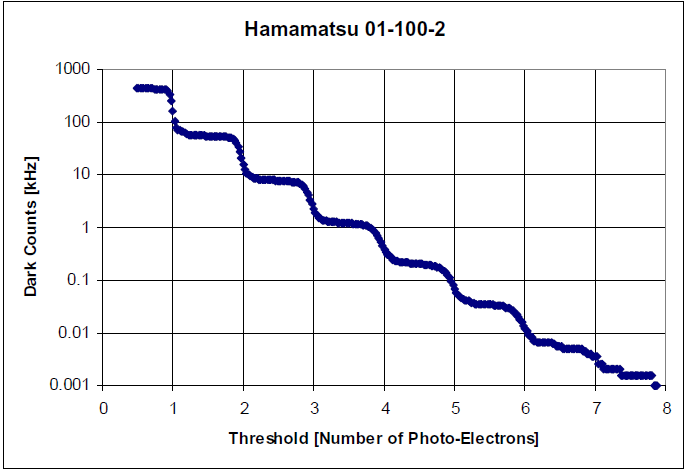 Hamamatsu 01-100-2
1000
100
10
1
0.1
0.01
0.001
Dark Counts [kHz]
0 1 2 3 4 5 6 7 8
Threshold [Number of Photo-Electrons]